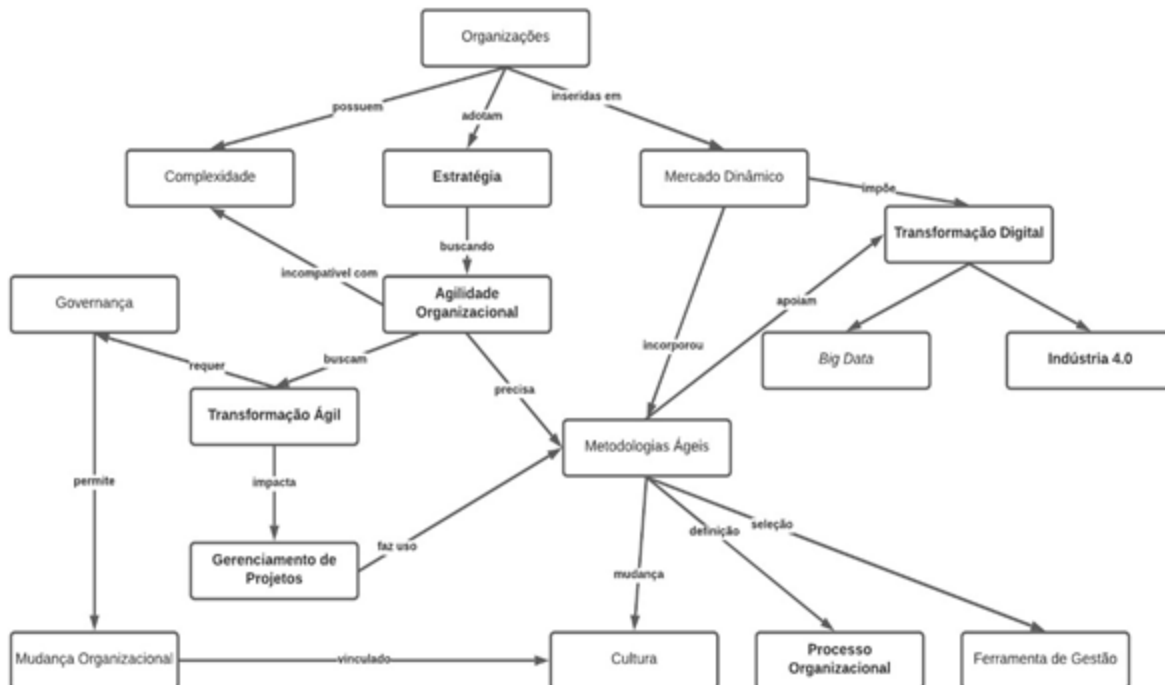 Organizações
possuem
adotam
inseridas em
Complexidade
Estratégia
Mercado Dinâmico
impõe
Transformação Digital
buscando
incompatível com
Agilidade
Organizacional
Governança
apoiam
incorporou
Big Data
Indústria 4.0
requer
buscam
precisa
Transformação Ágil
Metodologias Ágeis
permite
impacta
faz uso
definição
seleção
Gerenciamento de
Projetos
mudança
Mudança Organizacional
vinculado
Cultura
Processo
Organizacional
Ferramenta de Gestão